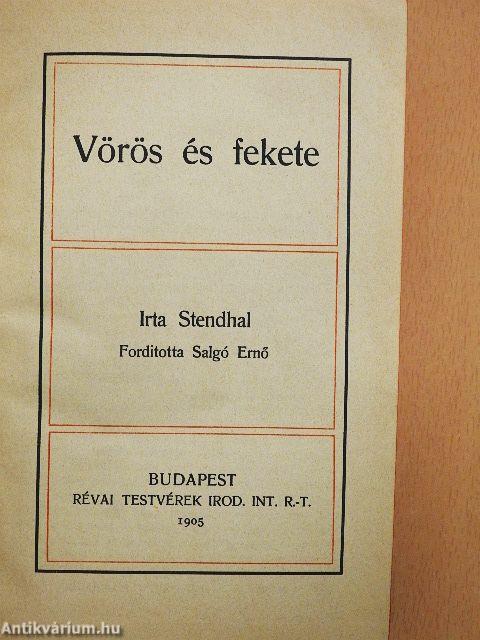 Vörös és fekete
Irta Stendhal
Forditotta Salgó Ernő
BUDAPEST
RÉVAI TESTVÉREK IROD. INT. R.-T.
1905
Antikvárium.hu